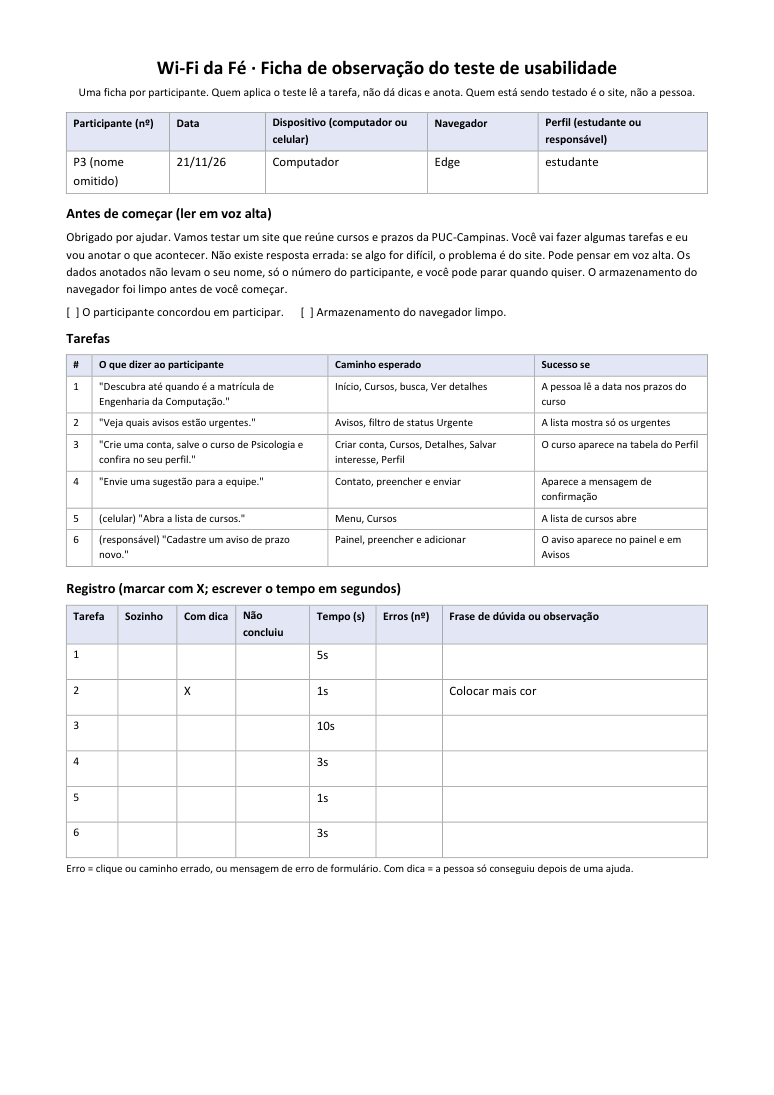 Wi-Fi da Fé · Ficha de observação do teste de usabilidade
Uma ficha por participante. Quem aplica o teste lê a tarefa, não dá dicas e anota. Quem está sendo testado é o site, não a pessoa.
Participante (nº) Data Dispositivo (computador ou celular) Navegador Perfil (estudante ou responsável)
P3 (nome omitido) 21/11/26 Computador Edge estudante
Antes de começar (ler em voz alta)
Obrigado por ajudar. Vamos testar um site que reúne cursos e prazos da PUC-Campinas. Você vai fazer algumas tarefas e eu
vou anotar o que acontecer. Não existe resposta errada: se algo for difícil, o problema é do site. Pode pensar em voz alta. Os
dados anotados não levam o seu nome, só o número do participante, e você pode parar quando quiser. O armazenamento do
navegador foi limpo antes de você começar.
[ ] O participante concordou em participar. [ ] Armazenamento do navegador limpo.
Tarefas
# O que dizer ao participante Caminho esperado Sucesso se
1 "Descubra até quando é a matrícula de Engenharia da Computação." Início, Cursos, busca, Ver detalhes A pessoa lê a data nos prazos do curso
2 "Veja quais avisos estão urgentes." Avisos, filtro de status Urgente A lista mostra só os urgentes
3 "Crie uma conta, salve o curso de Psicologia e confira no seu perfil." Criar conta, Cursos, Detalhes, Salvar interesse, Perfil O curso aparece na tabela do Perfil
4 "Envie uma sugestão para a equipe." Contato, preencher e enviar Aparece a mensagem de confirmação
5 (celular) "Abra a lista de cursos." Menu, Cursos A lista de cursos abre
6 (responsável) "Cadastre um aviso de prazo novo." Painel, preencher e adicionar O aviso aparece no painel e em Avisos
Registro (marcar com X; escrever o tempo em segundos)
Tarefa Sozinho Com dica Não concluiu Tempo (s) Erros (nº) Frase de dúvida ou observação
1 5s
2 X 1s Colocar mais cor
3 10s
4 3s
5 1s
6 3s
Erro = clique ou caminho errado, ou mensagem de erro de formulário. Com dica = a pessoa só conseguiu depois de uma ajuda.